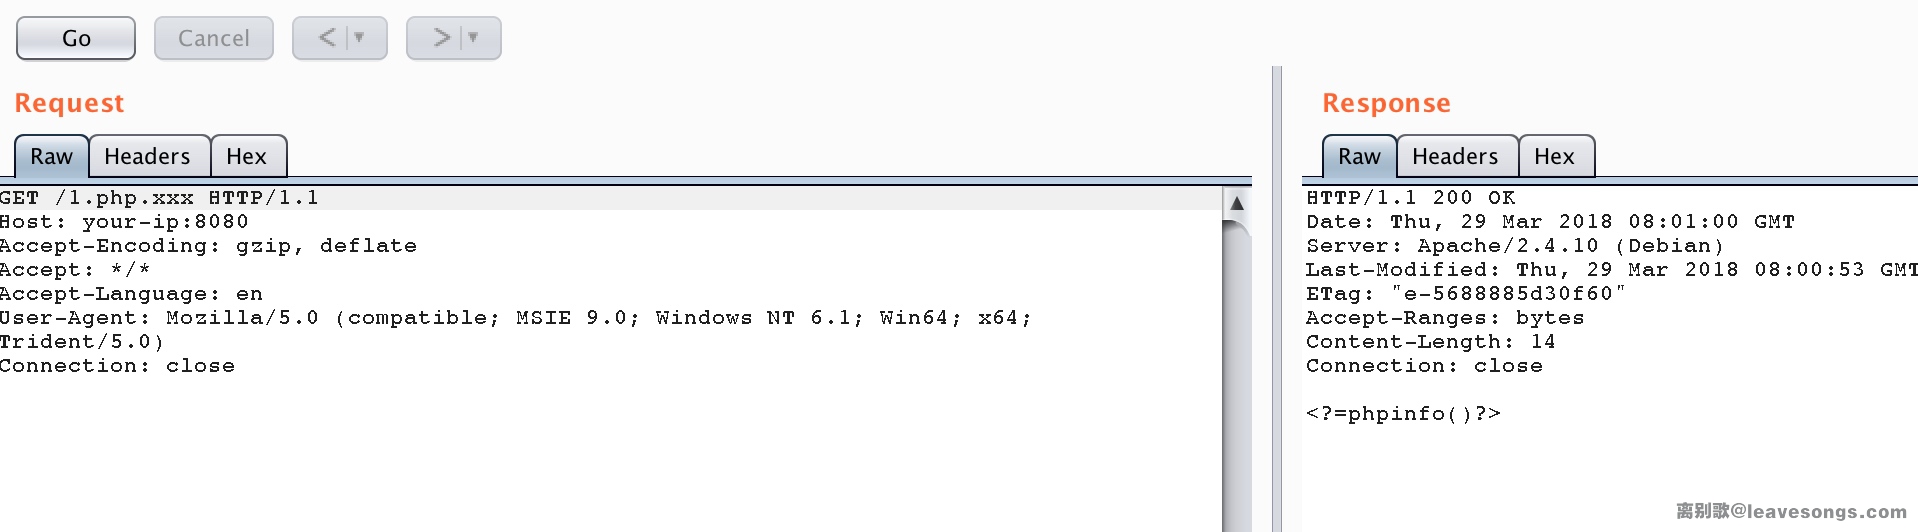 Go
Cancel
<
>
Request
Response
Raw
Headers
Hex
Raw
Headers
Hex
GET /1.php.xxx HTTP/1.1
Host: your-ip:8080
Accept-Encoding: gzip, deflate
Accept: */*
Accept-Language: en
User-Agent: Mozilla/5.0 (compatible; MSIE 9.0; Windows NT 6.1; Win64; x64;
Trident/5.0)
Connection: close
HTTP/1.1 200 OK
Date: Thu, 29 Mar 2018 08:01:00 GMT
Server: Apache/2.4.10 (Debian)
Last-Modified: Thu, 29 Mar 2018 08:00:53 GMT
ETag: "e-5688885d30f60"
Accept-Ranges: bytes
Content-Length: 14
Connection: close
<?=phpinfo()?>
离别歌@leavesongs.com